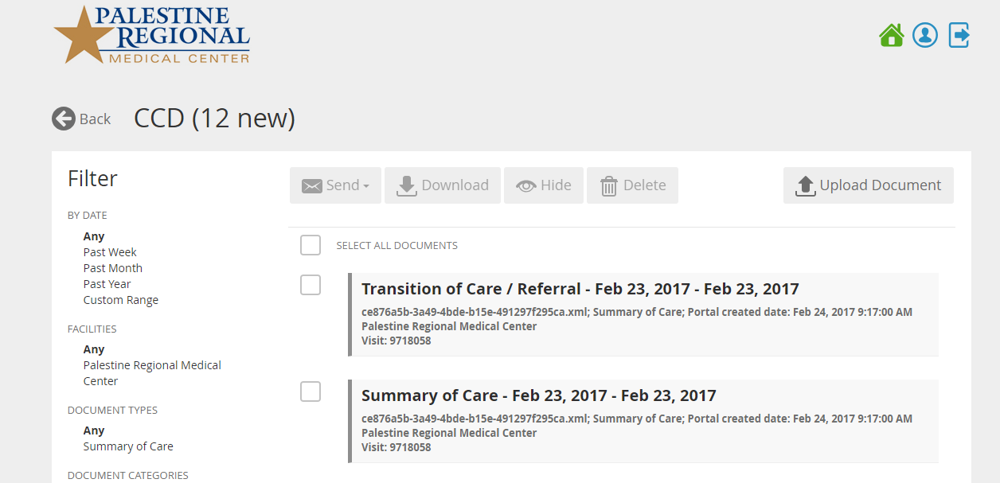 PALESTINE
REGIONAL
MEDICAL CENTER
Back
CCD (12 new)
Filter
BY DATE
Any
Past Week
Past Month
Past Year
Custom Range
FACILITIES
Any
Palestine Regional Medical
Center
DOCUMENT TYPES
Any
Summary of Care
DOCUMENT CATEGORIES
Send
Download
Hide
Delete
Upload Document
SELECT ALL DOCUMENTS
Transition of Care / Referral - Feb 23, 2017 - Feb 23, 2017
ce876a5b-3a49-4bde-b15e-491297f295ca.xml; Summary of Care; Portal created date: Feb 24, 2017 9:17:00 AM
Palestine Regional Medical Center
Visit: 9718058
Summary of Care - Feb 23, 2017 - Feb 23, 2017
ce876a5b-3a49-4bde-b15e-491297f295ca.xml; Summary of Care; Portal created date: Feb 24, 2017 9:17:00 AM
Palestine Regional Medical Center
Visit: 9718058